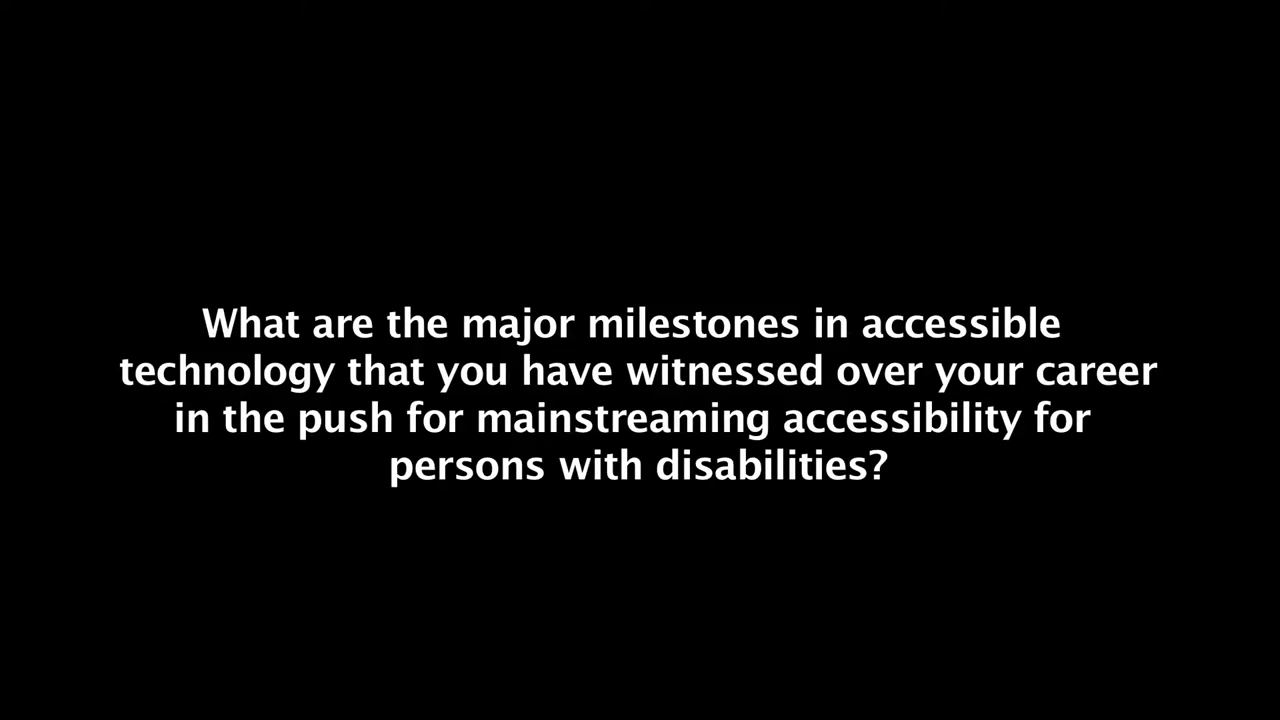 What are the major milestones in accessible
technology that you have witnessed over your career
in the push for mainstreaming accessibility for
persons with disabilities?